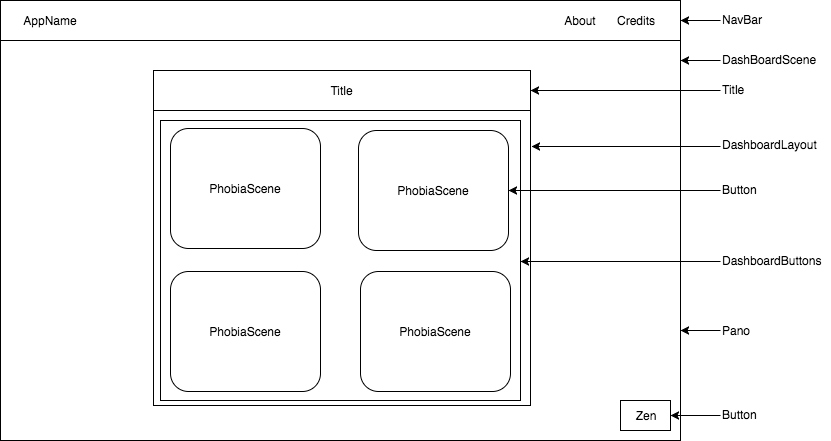 AppName
About
Credits
NavBar
DashBoardScene
Title
Title
DashboardLayout
PhobiaScene
PhobiaScene
Button
DashboardButtons
PhobiaScene
PhobiaScene
Pano
Zen
Button